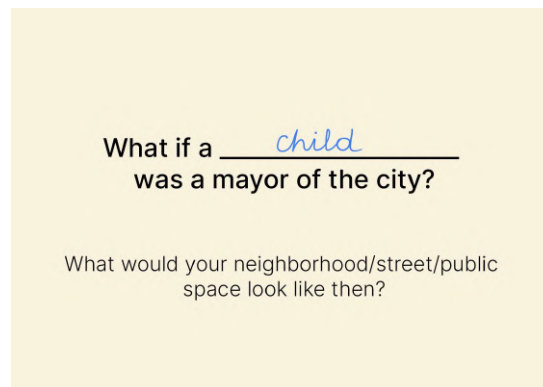 What if a child
was a mayor of the city?
What would your neighborhood/street/public
space look like then?